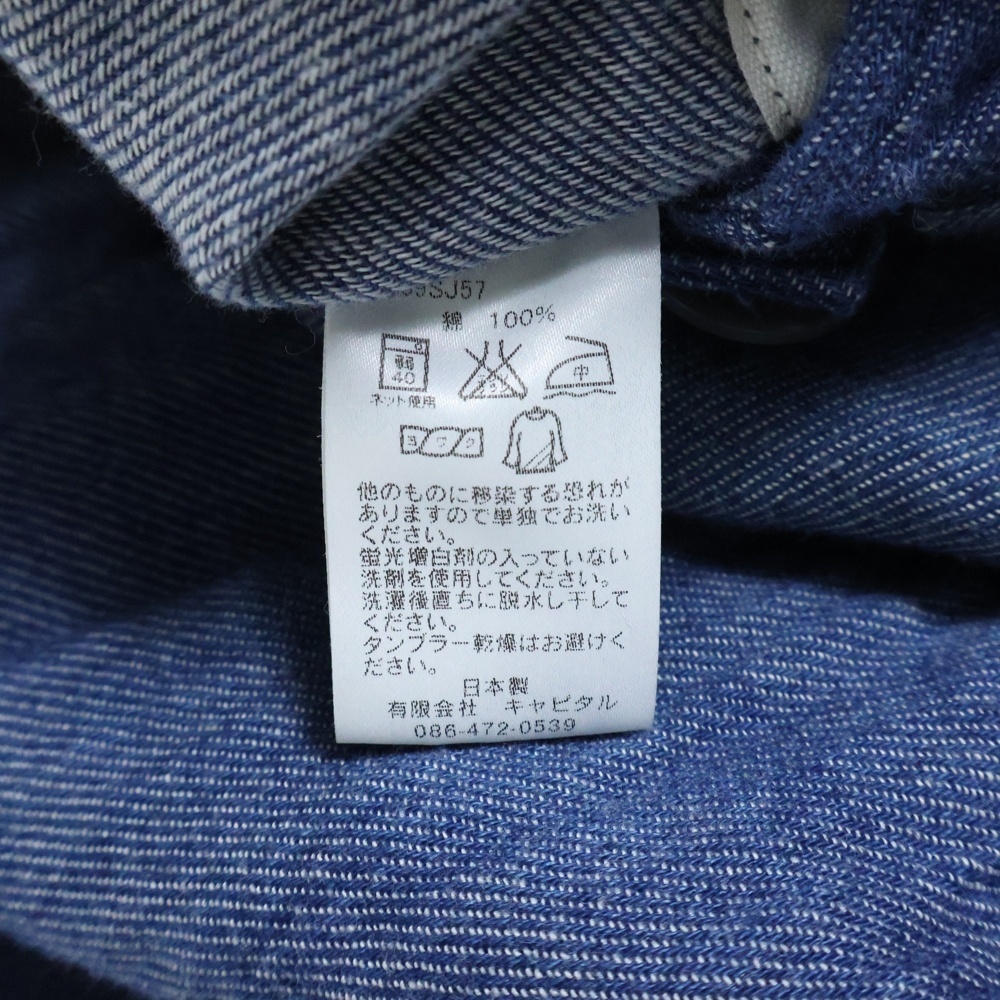 9SJ57
綿 100%
弱
40
中
ネット使用
ヨワク
他のものに移染する恐れが
ありますので単独でお洗い
ください。
蛍光増白剤の入っていない
洗剤を使用してください。
洗濯後直ちに脱水し干して
ください。
タンブラー乾燥はお避けく
ださい。
日本製
有限会社 キャピタル
086-472-0539